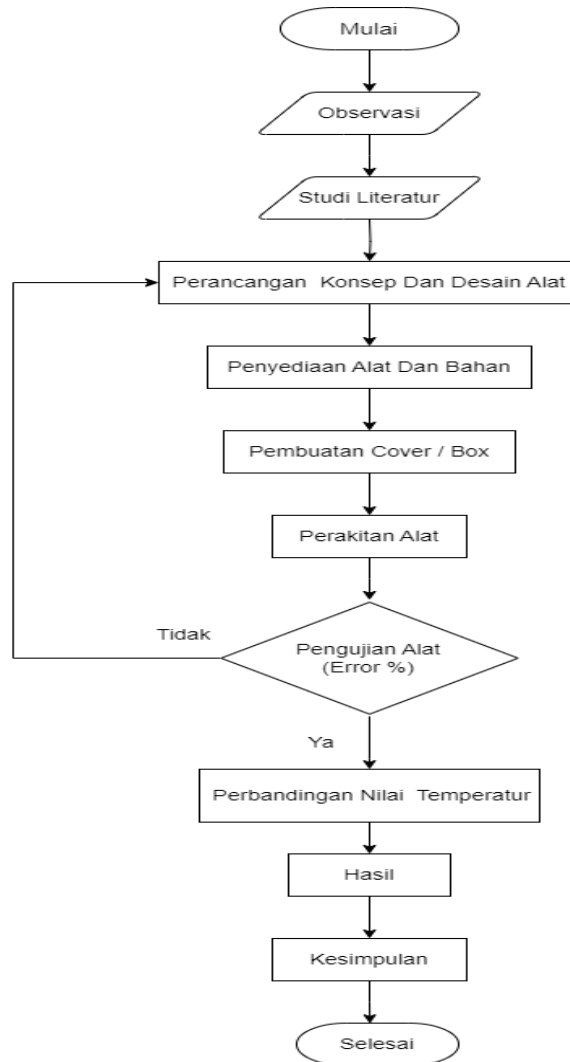 Mulai
Observasi
Studi Literatur
Perancangan Konsep Dan Desain Alat
Penyediaan Alat Dan Bahan
Pembuatan Cover / Box
Perakitan Alat
Tidak
Pengujian Alat
(Error %)
Ya
Perbandingan Nilai Temperatur
Hasil
Kesimpulan
Selesai